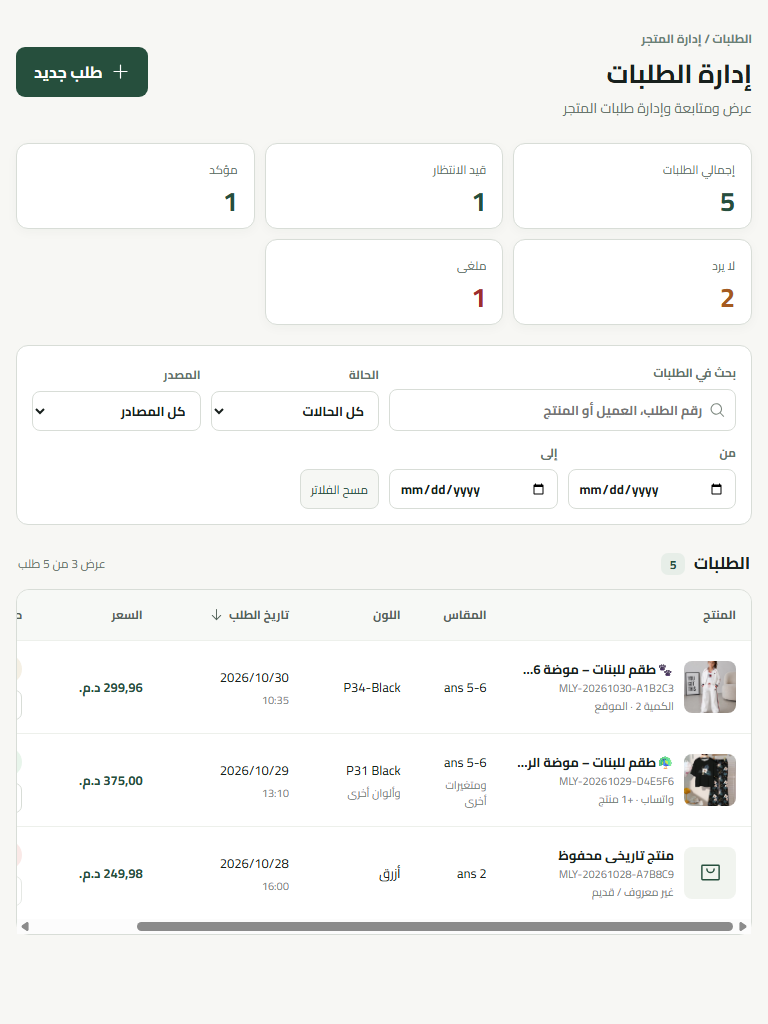 الطلبات / إدارة المتجر
إدارة الطلبات
عرض ومتابعة وإدارة طلبات المتجر
طلب جديد
إجمالي الطلبات
5
قيد الانتظار
1
مؤكد
1
لا يرد
2
ملغى
1
بحث في الطلبات
رقم الطلب، العميل أو المنتج
الحالة
كل الحالات
المصدر
كل المصادر
من
mm/dd/yyyy
إلى
mm/dd/yyyy
مسح الفلاتر
الطلبات 5
عرض 3 من 5 طلب
المنتج المقاس اللون تاريخ الطلب السعر
🐾 طقم للبنات – موضة 6...
MLY-20261030-A1B2C3
الكمية 2 · الموقع
5-6 ans
P34-Black
2026/10/30
10:35
299,96 د.م.
🦚 طقم للبنات – موضة الر...
MLY-20261029-D4E5F6
واتساب · +1 منتج
5-6 ans
ومتغيرات
أخرى
P31 Black
وألوان أخرى
2026/10/29
13:10
375,00 د.م.
منتج تاريخي محفوظ
MLY-20261028-A7B8C9
غير معروف / قديم
2 ans
أزرق
2026/10/28
16:00
249,98 د.م.